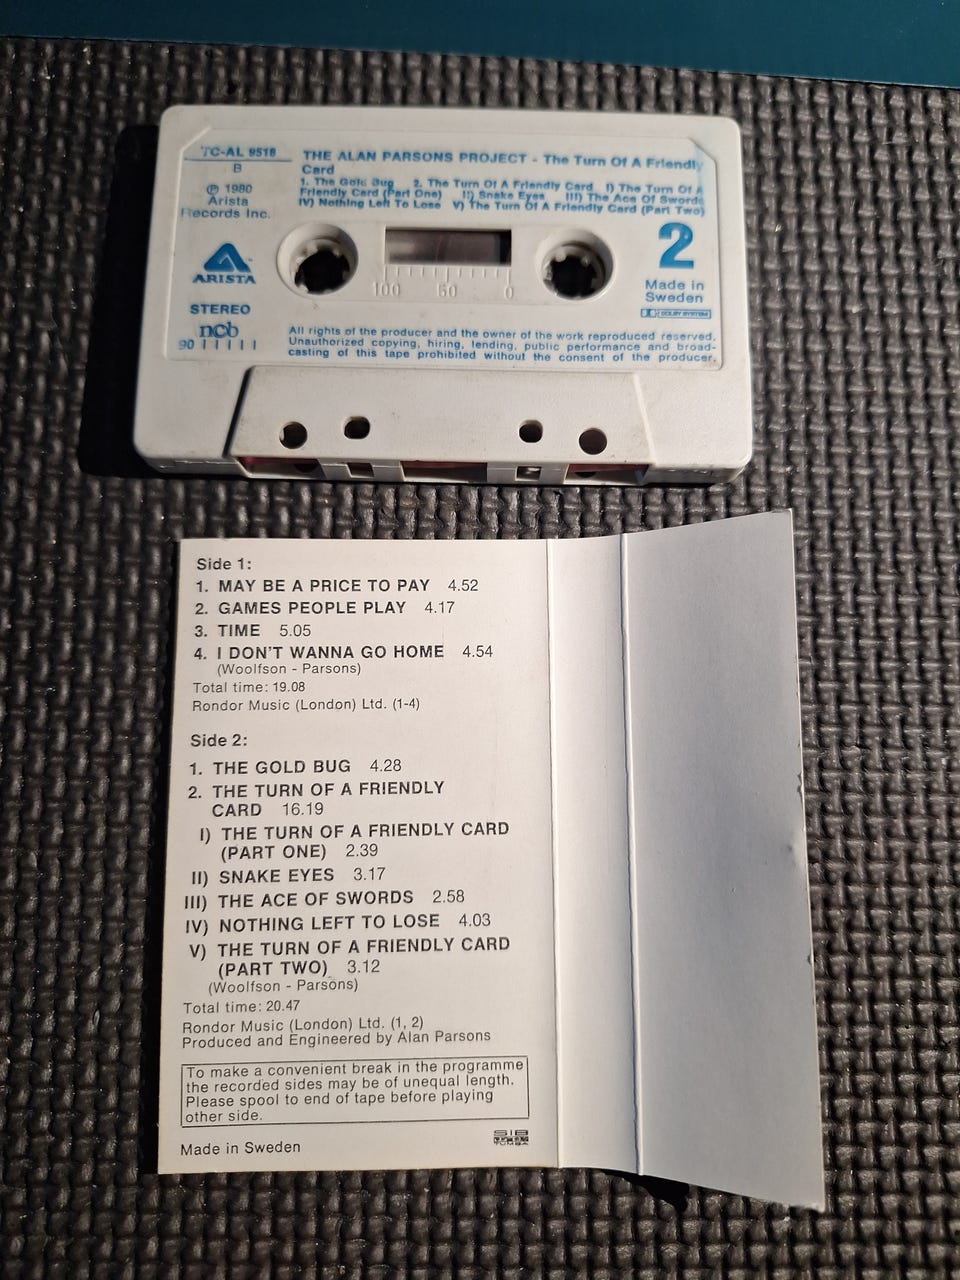 TC-AL 9518
B
℗ 1980
Arista
Records Inc.
ARISTA
STEREO
ncb
90 I I I I I
THE ALAN PARSONS PROJECT - The Turn Of A Friendly
Card
1. The Gold Bug 2. The Turn Of A Friendly Card I) The Turn Of A
Friendly Card (Part One) II) Snake Eyes III) The Ace Of Swords
IV) Nothing Left To Lose V) The Turn Of A Friendly Card (Part Two)
2
Made in
Sweden
DOLBY SYSTEM
100 50 0
All rights of the producer and the owner of the work reproduced reserved.
Unauthorized copying, hiring, lending, public performance and broad-
casting of this tape prohibited without the consent of the producer.
Side 1:
1. MAY BE A PRICE TO PAY 4.52
2. GAMES PEOPLE PLAY 4.17
3. TIME 5.05
4. I DON'T WANNA GO HOME 4.54
(Woolfson - Parsons)
Total time: 19.08
Rondor Music (London) Ltd. (1-4)
Side 2:
1. THE GOLD BUG 4.28
2. THE TURN OF A FRIENDLY
CARD 16.19
I) THE TURN OF A FRIENDLY CARD
(PART ONE) 2.39
II) SNAKE EYES 3.17
III) THE ACE OF SWORDS 2.58
IV) NOTHING LEFT TO LOSE 4.03
V) THE TURN OF A FRIENDLY CARD
(PART TWO) 3.12
(Woolfson - Parsons)
Total time: 20.47
Rondor Music (London) Ltd. (1, 2)
Produced and Engineered by Alan Parsons
To make a convenient break in the programme
the recorded sides may be of unequal length.
Please spool to end of tape before playing
other side.
Made in Sweden
SIB
TUMBA